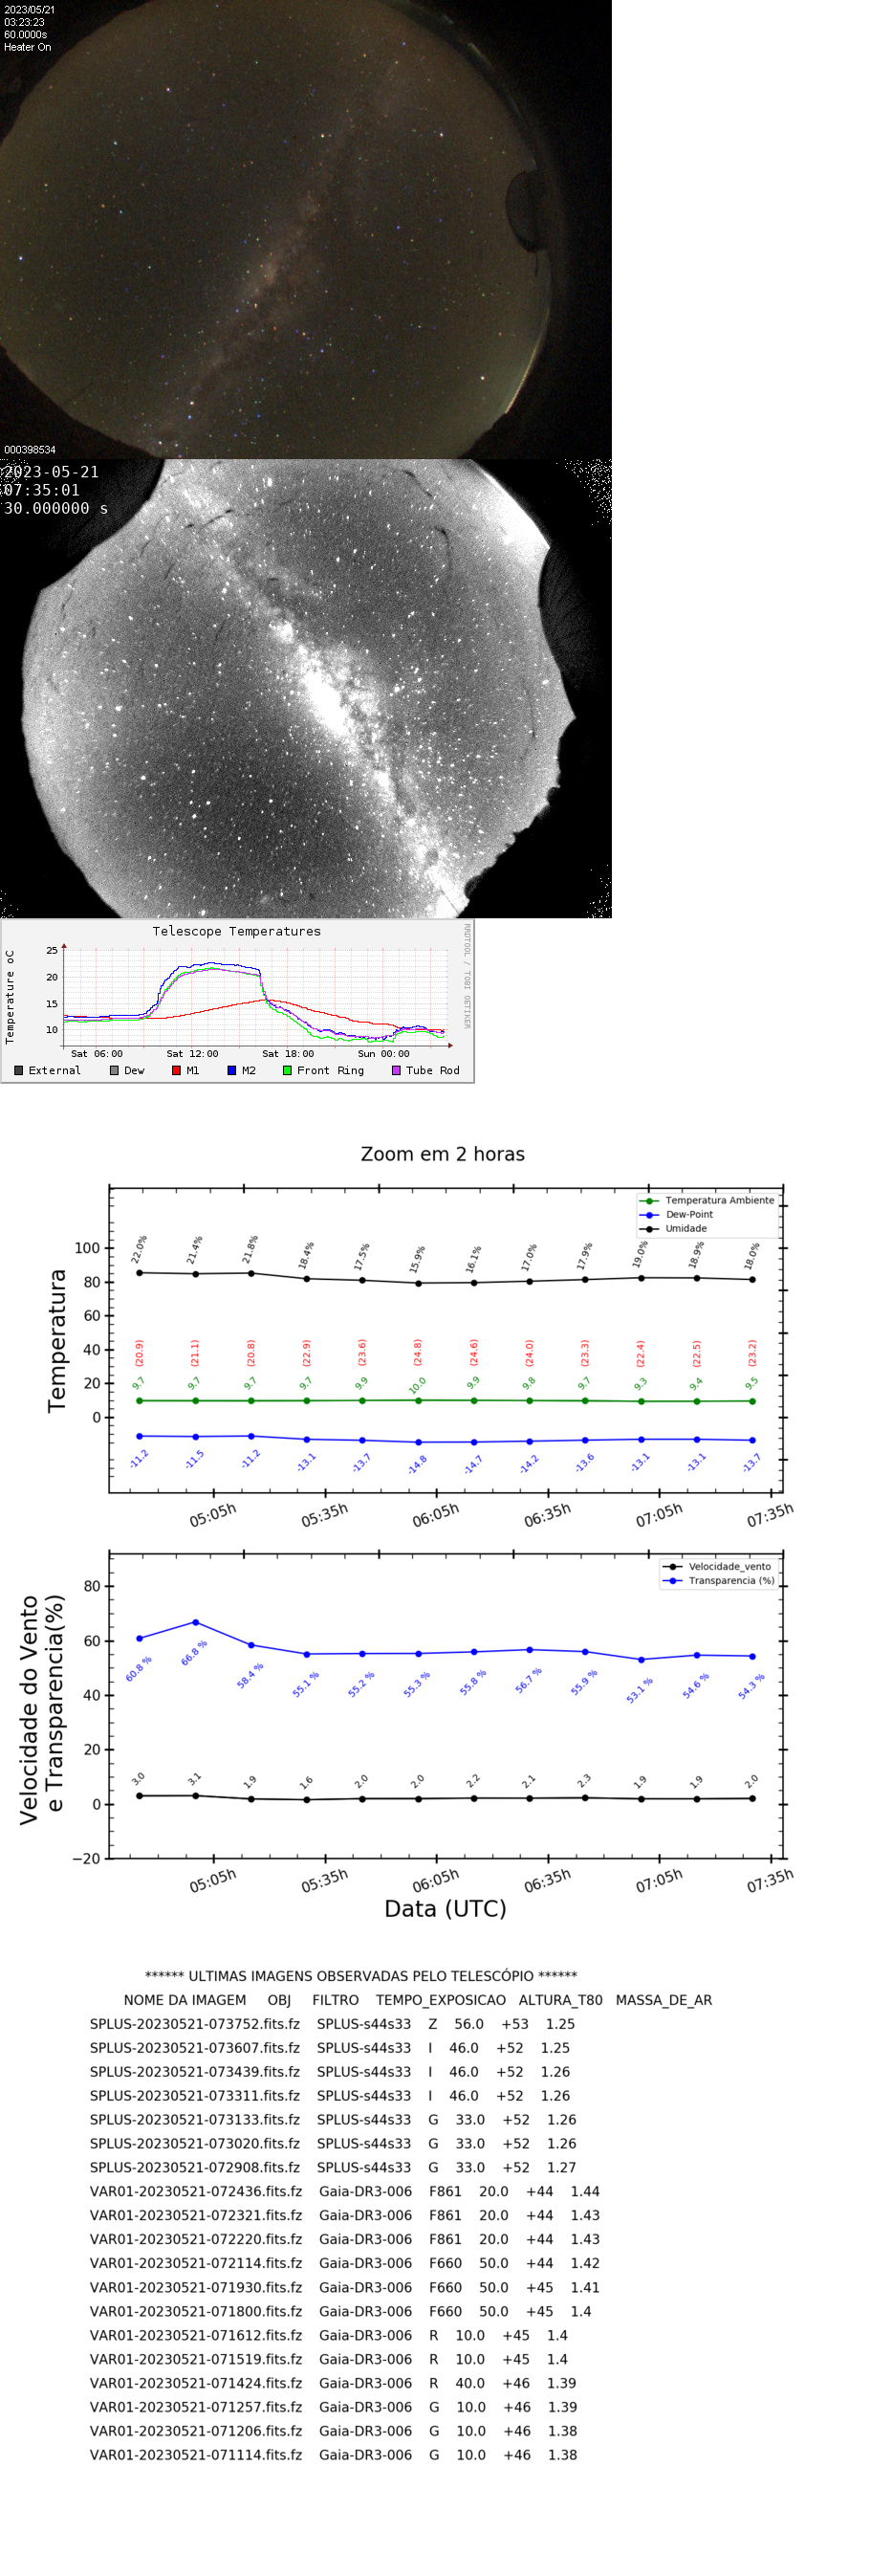 2023/05/21
03:23:23
60.0000s
Heater On
000398534
2023-05-21
07:35:01
30.000000 s
Telescope Temperatures
RRDTOOL / TOBI OETIKER
Temperature oC
25
20
15
10
Sat 06:00 Sat 12:00 Sat 18:00 Sun 00:00
External Dew M1 M2 Front Ring Tube Rod
Zoom em 2 horas
Temperatura Ambiente
Dew-Point
Umidade
Temperatura
100
80
60
40
20
0
22.0% 21.4% 21.8% 18.4% 17.5% 15.9% 16.1% 17.0% 17.9% 19.0% 18.9% 18.0%
(20.9) (21.1) (20.8) (22.9) (23.6) (24.8) (24.6) (24.0) (23.3) (22.4) (22.5) (23.2)
9.7 9.7 9.7 9.7 9.9 10.0 9.9 9.8 9.7 9.3 9.4 9.5
-11.2 -11.5 -11.2 -13.1 -13.7 -14.8 -14.7 -14.2 -13.6 -13.1 -13.1 -13.7
05:05h 05:35h 06:05h 06:35h 07:05h 07:35h
Velocidade_vento
Transparencia (%)
Velocidade do Vento
e Transparencia(%)
80
60
40
20
0
−20
60.8 % 66.8 % 58.4 % 55.1 % 55.2 % 55.3 % 55.8 % 56.7 % 55.9 % 53.1 % 54.6 % 54.3 %
3.0 3.1 1.9 1.6 2.0 2.0 2.2 2.1 2.3 1.9 1.9 2.0
05:05h 05:35h 06:05h 06:35h 07:05h 07:35h
Data (UTC)
****** ULTIMAS IMAGENS OBSERVADAS PELO TELESCÓPIO ******
NOME DA IMAGEM OBJ FILTRO TEMPO_EXPOSICAO ALTURA_T80 MASSA_DE_AR
SPLUS-20230521-073752.fits.fz SPLUS-s44s33 Z 56.0 +53 1.25
SPLUS-20230521-073607.fits.fz SPLUS-s44s33 I 46.0 +52 1.25
SPLUS-20230521-073439.fits.fz SPLUS-s44s33 I 46.0 +52 1.26
SPLUS-20230521-073311.fits.fz SPLUS-s44s33 I 46.0 +52 1.26
SPLUS-20230521-073133.fits.fz SPLUS-s44s33 G 33.0 +52 1.26
SPLUS-20230521-073020.fits.fz SPLUS-s44s33 G 33.0 +52 1.26
SPLUS-20230521-072908.fits.fz SPLUS-s44s33 G 33.0 +52 1.27
VAR01-20230521-072436.fits.fz Gaia-DR3-006 F861 20.0 +44 1.44
VAR01-20230521-072321.fits.fz Gaia-DR3-006 F861 20.0 +44 1.43
VAR01-20230521-072220.fits.fz Gaia-DR3-006 F861 20.0 +44 1.43
VAR01-20230521-072114.fits.fz Gaia-DR3-006 F660 50.0 +44 1.42
VAR01-20230521-071930.fits.fz Gaia-DR3-006 F660 50.0 +45 1.41
VAR01-20230521-071800.fits.fz Gaia-DR3-006 F660 50.0 +45 1.4
VAR01-20230521-071612.fits.fz Gaia-DR3-006 R 10.0 +45 1.4
VAR01-20230521-071519.fits.fz Gaia-DR3-006 R 10.0 +45 1.4
VAR01-20230521-071424.fits.fz Gaia-DR3-006 R 40.0 +46 1.39
VAR01-20230521-071257.fits.fz Gaia-DR3-006 G 10.0 +46 1.39
VAR01-20230521-071206.fits.fz Gaia-DR3-006 G 10.0 +46 1.38
VAR01-20230521-071114.fits.fz Gaia-DR3-006 G 10.0 +46 1.38